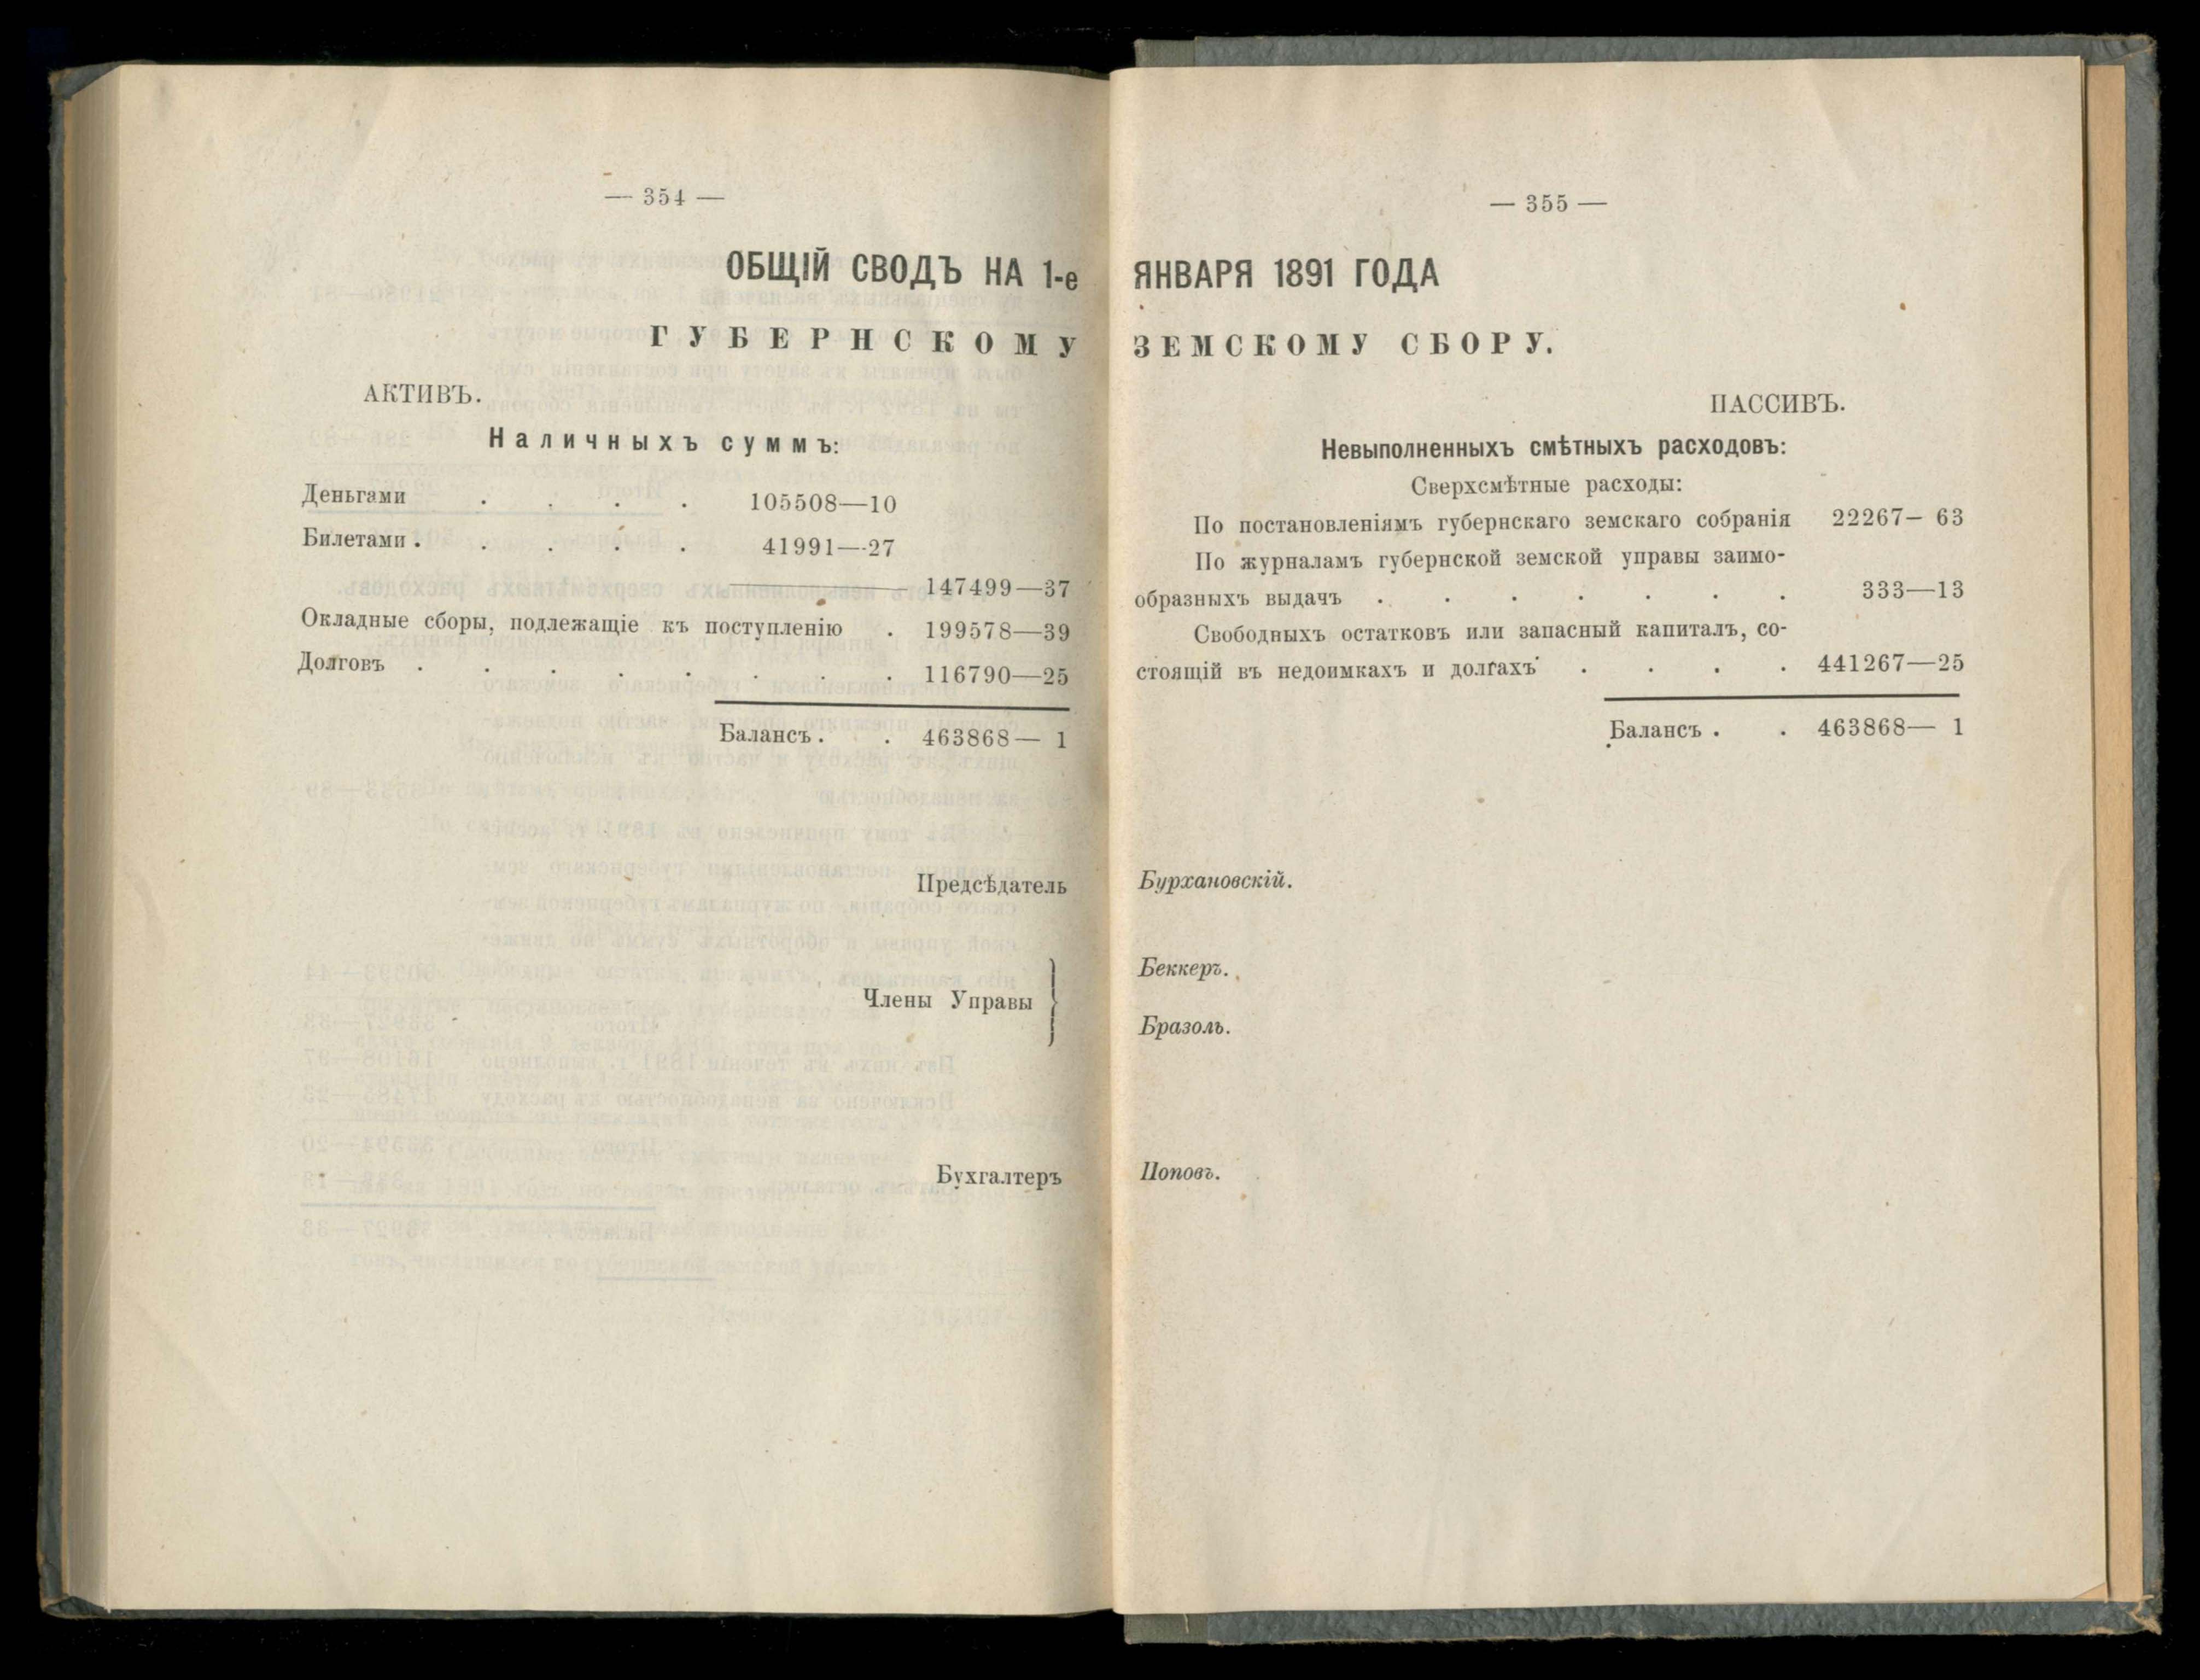 — 354 —
ОБЩІЙ СВОДЪ НА 1-е
ГУБЕРНСКОМУ
АКТИВЪ.
Наличныхъ суммъ:
Деньгами . . . . 105508—10
Билетами . . . . . 41991—27
147499—37
Окладные сборы, подлежащіе къ поступленію . 199578—39
Долговъ . . . . . . . . 116790—25
Балансъ . . 463868— 1
Предсѣдатель
Члены Управы
Бухгалтеръ
— 355 —
ЯНВАРЯ 1891 ГОДА
ЗЕМСКОМУ СБОРУ.
ПАССИВЪ.
Невыполненныхъ смѣтныхъ расходовъ:
Сверхсмѣтные расходы:
По постановленіямъ губернскаго земскаго собранія 22267— 63
По журналамъ губернской земской управы заимо-
образныхъ выдачъ . . . . . . . 333—13
Свободныхъ остатковъ или запасный капиталъ, со-
стоящій въ недоимкахъ и долгахъ . . . . 441267—25
Балансъ . . 463868— 1
Бурхановскій.
Беккеръ.
Бразоль.
Поповъ.